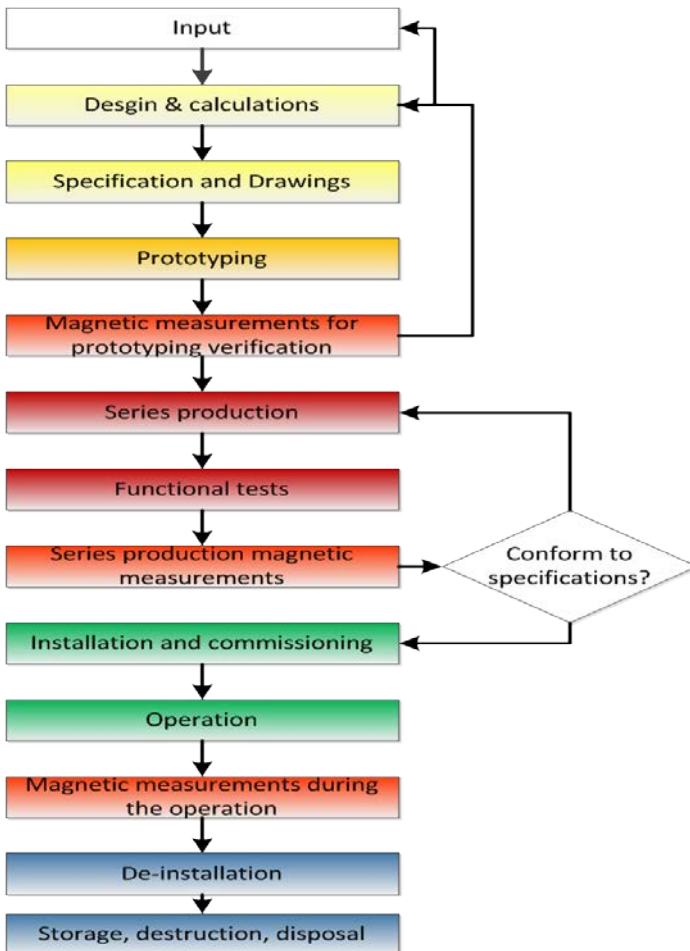 Input
Desgin & calculations
Specification and Drawings
Prototyping
Magnetic measurements for
prototyping verification
Series production
Functional tests
Series production magnetic
measurements
Conform to
specifications?
Installation and commissioning
Operation
Magnetic measurements during
the operation
De-installation
Storage, destruction, disposal